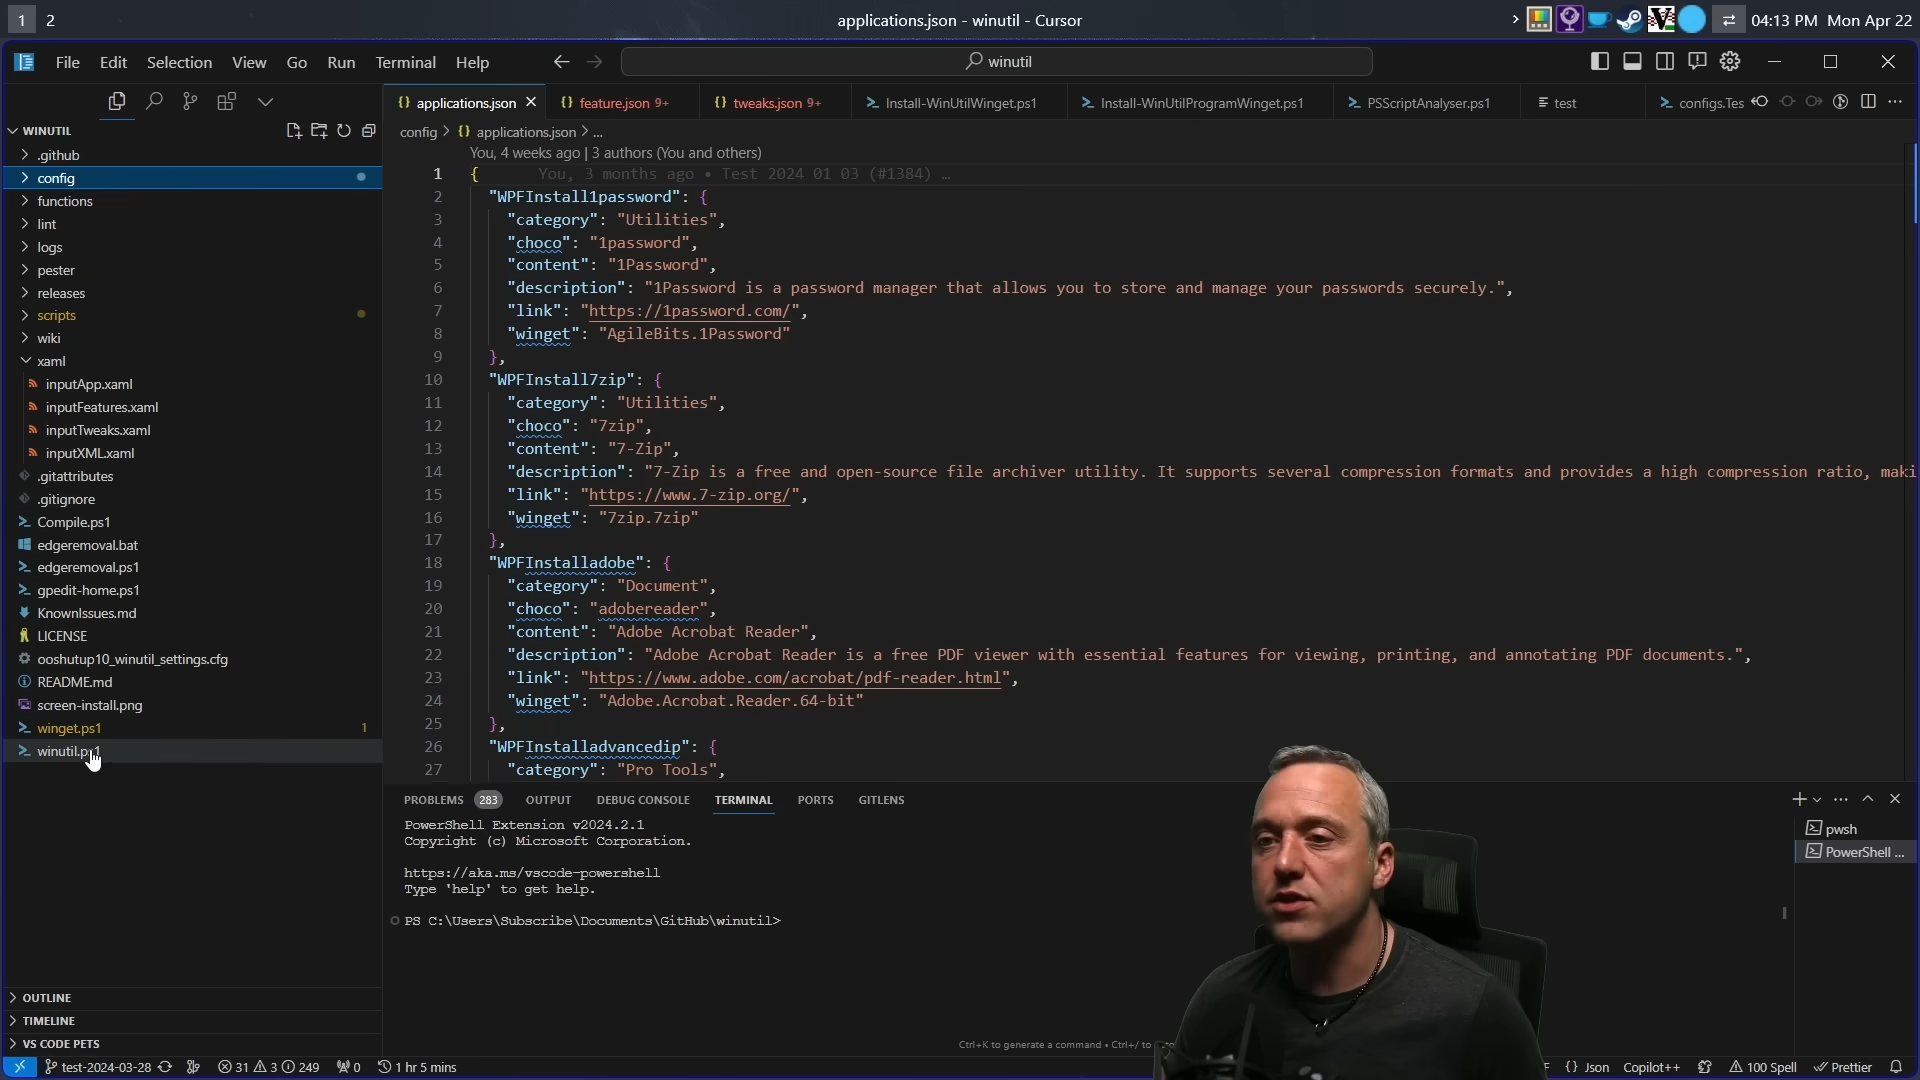 1 2
applications.json - winutil - Cursor
04:13 PM Mon Apr 22
File Edit Selection View Go Run Terminal Help
winutil
applications.json
feature.json 9+
tweaks.json 9+
Install-WinUtilWinget.ps1
Install-WinUtilProgramWinget.ps1
PSScriptAnalyser.ps1
test
configs.Tes
WINUTIL
.github
config
functions
lint
logs
pester
releases
scripts
wiki
xaml
inputApp.xaml
inputFeatures.xaml
inputTweaks.xaml
inputXML.xaml
.gitattributes
.gitignore
Compile.ps1
edgeremoval.bat
edgeremoval.ps1
gpedit-home.ps1
KnownIssues.md
LICENSE
ooshutup10_winutil_settings.cfg
README.md
screen-install.png
winget.ps1 1
winutil.ps1
OUTLINE
TIMELINE
VS CODE PETS
config > applications.json > ...
You, 4 weeks ago | 3 authors (You and others)
1 { You, 3 months ago • Test 2024 01 03 (#1384) …
2 "WPFInstall1password": {
3 "category": "Utilities",
4 "choco": "1password",
5 "content": "1Password",
6 "description": "1Password is a password manager that allows you to store and manage your passwords securely.",
7 "link": "https://1password.com/",
8 "winget": "AgileBits.1Password"
9 },
10 "WPFInstall7zip": {
11 "category": "Utilities",
12 "choco": "7zip",
13 "content": "7-Zip",
14 "description": "7-Zip is a free and open-source file archiver utility. It supports several compression formats and provides a high compression ratio, maki
15 "link": "https://www.7-zip.org/",
16 "winget": "7zip.7zip"
17 },
18 "WPFInstalladobe": {
19 "category": "Document",
20 "choco": "adobereader",
21 "content": "Adobe Acrobat Reader",
22 "description": "Adobe Acrobat Reader is a free PDF viewer with essential features for viewing, printing, and annotating PDF documents.",
23 "link": "https://www.adobe.com/acrobat/pdf-reader.html",
24 "winget": "Adobe.Acrobat.Reader.64-bit"
25 },
26 "WPFInstalladvancedip": {
27 "category": "Pro Tools",
PROBLEMS 283 OUTPUT DEBUG CONSOLE TERMINAL PORTS GITLENS
PowerShell Extension v2024.2.1
Copyright (c) Microsoft Corporation.
https://aka.ms/vscode-powershell
Type 'help' to get help.
PS C:\Users\Subscribe\Documents\GitHub\winutil>
pwsh
PowerShell ...
Ctrl+K to generate a command • Ctrl+/ to
test-2024-03-28 31 3 249 0 1 hr 5 mins
{ } Json Copilot++ 100 Spell Prettier